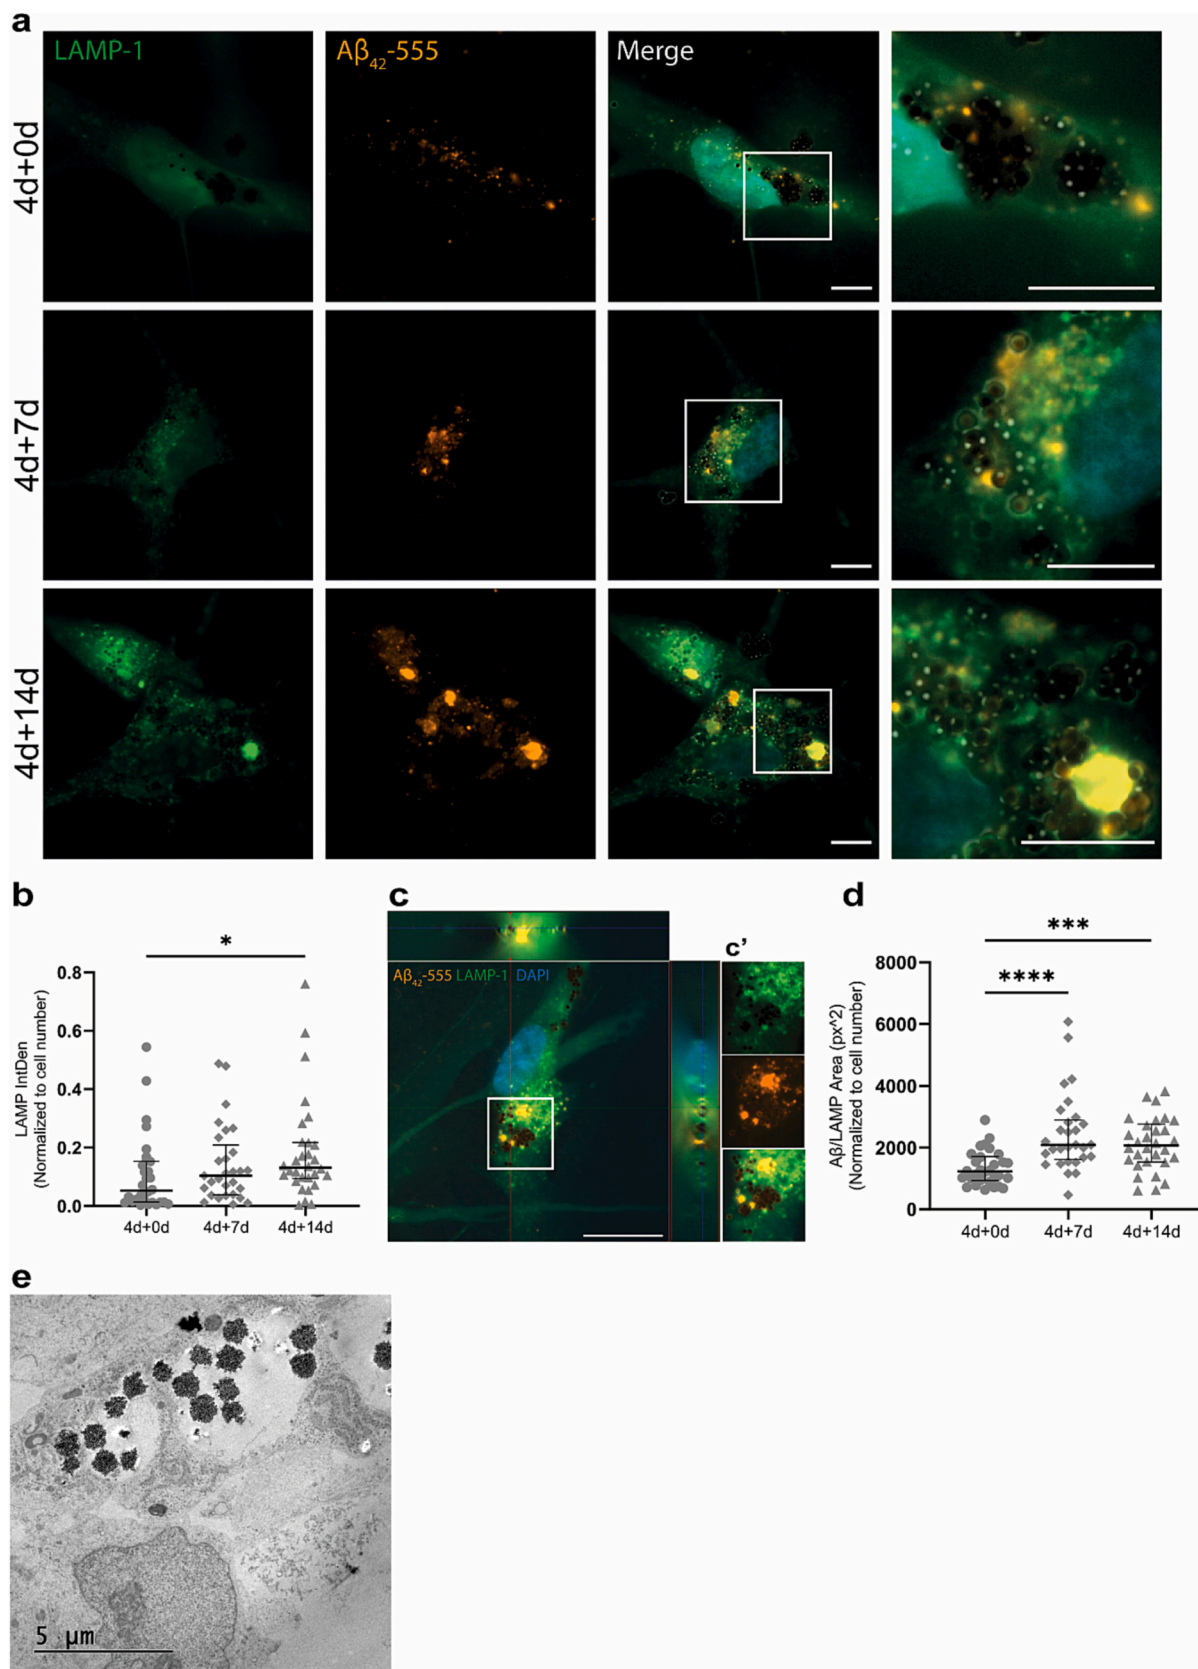 a
LAMP-1
Aβ42-555
Merge
4d+0d
4d+7d
4d+14d
b
*
LAMP IntDen
(Normalized to cell number)
0.8
0.6
0.4
0.2
0.0
4d+0d 4d+7d 4d+14d
c
Aβ42-555 LAMP-1 DAPI
c'
d
***
****
Aβ/LAMP Area (px^2)
(Normalized to cell number)
8000
6000
4000
2000
0
4d+0d 4d+7d 4d+14d
e
5 µm